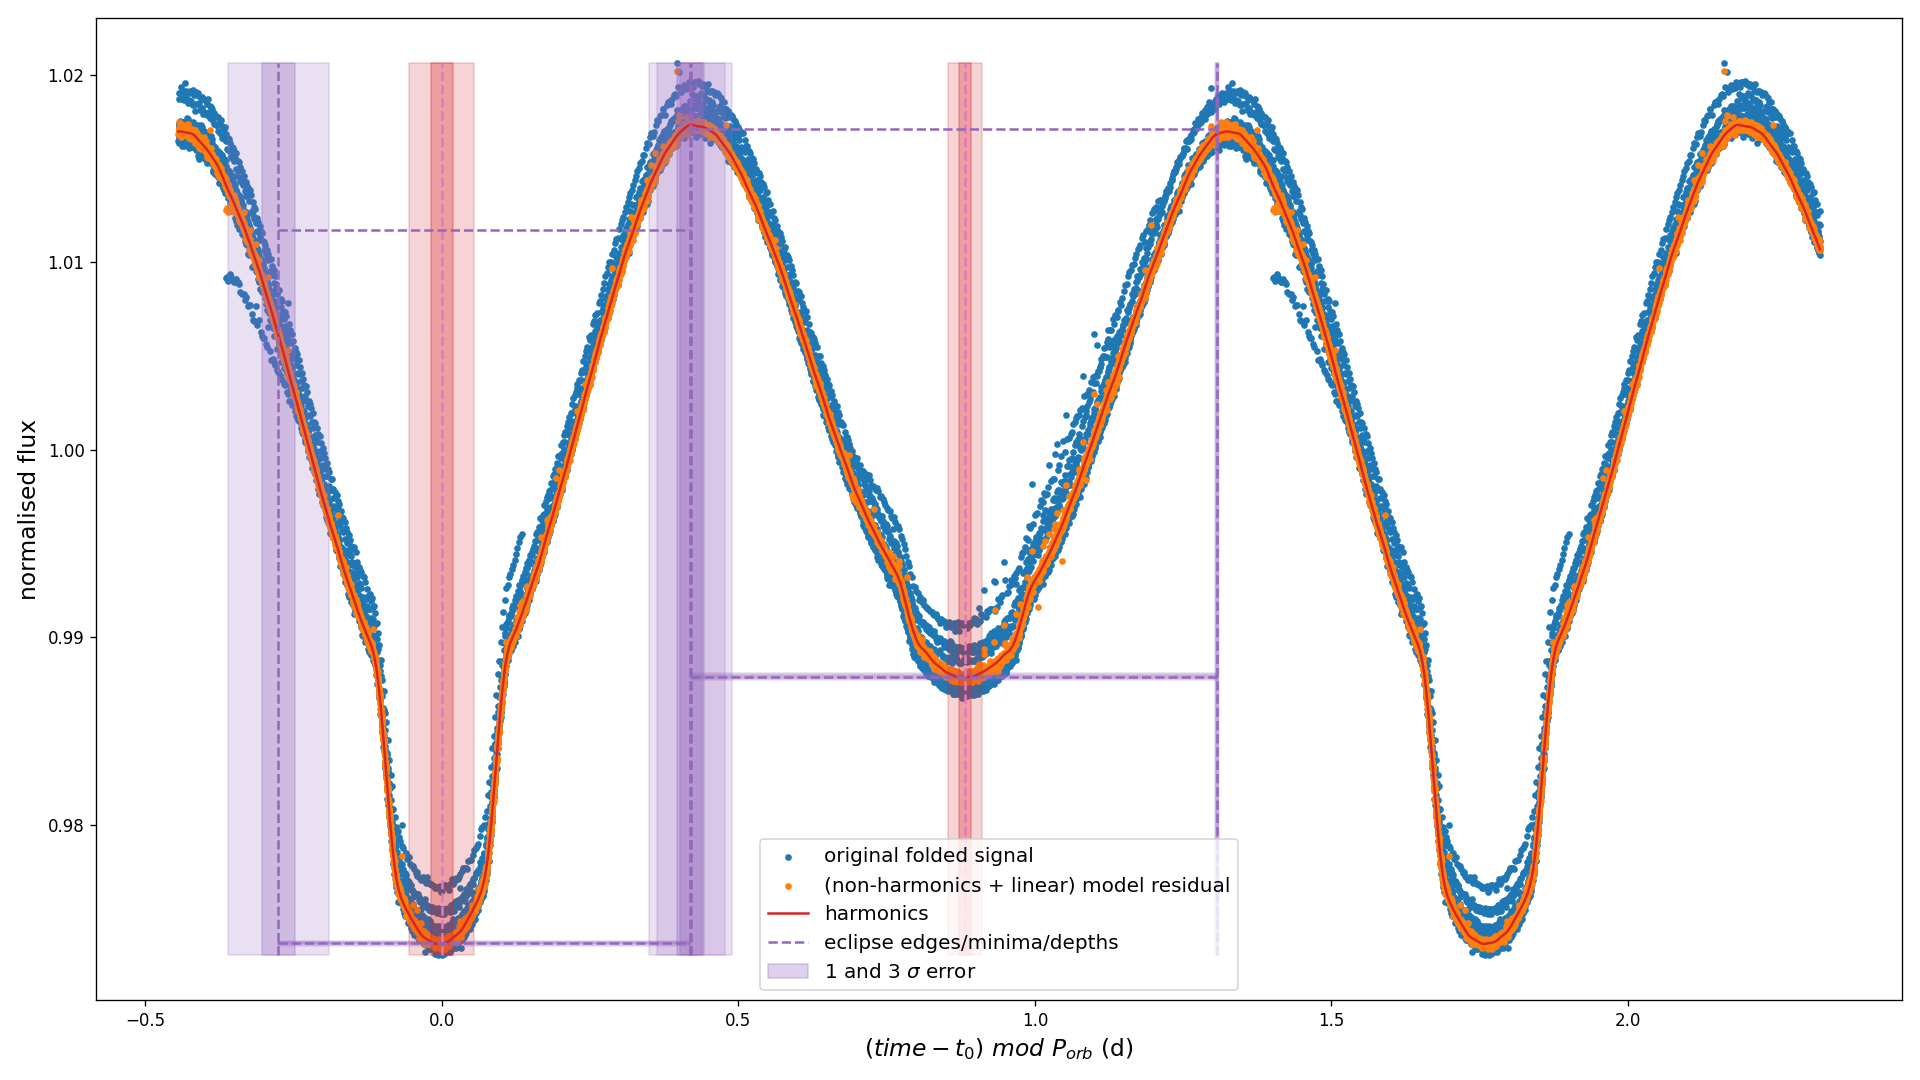 1.02
1.01
1.00
0.99
0.98
normalised flux
original folded signal
(non-harmonics + linear) model residual
harmonics
eclipse edges/minima/depths
1 and 3 σ error
−0.5 0.0 0.5 1.0 1.5 2.0
(time − t₀) mod Pₒᵣb (d)